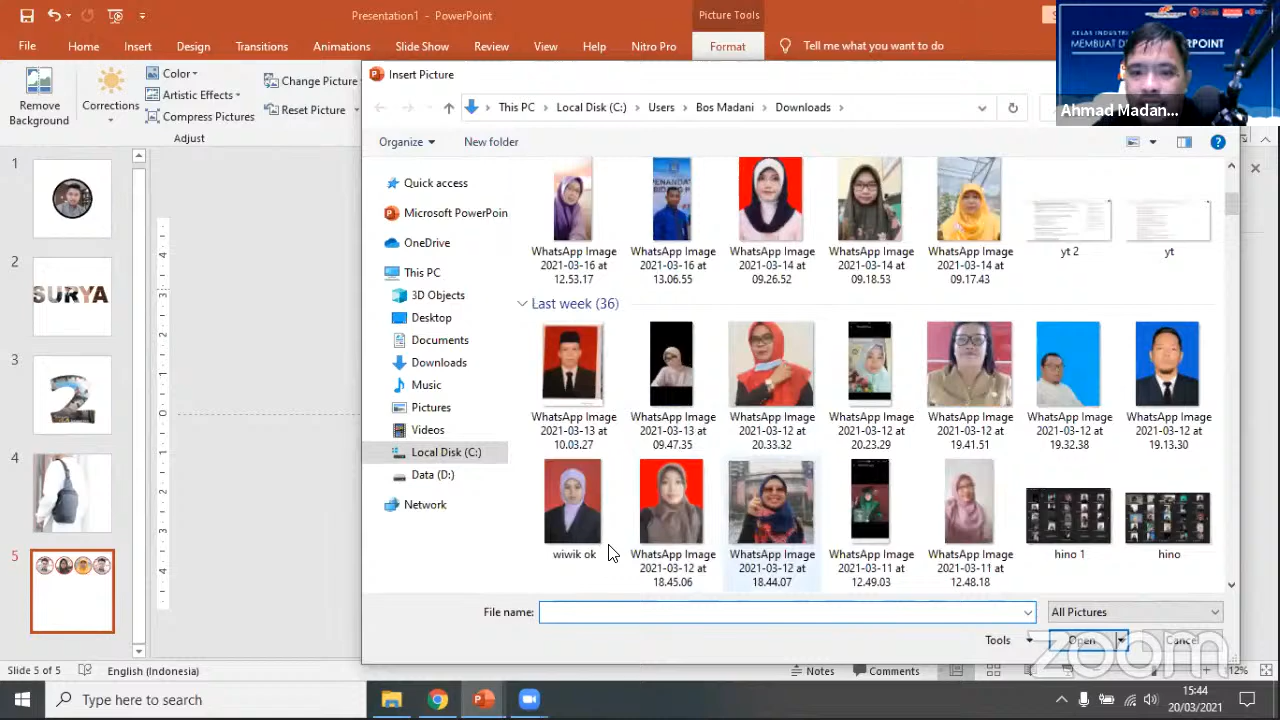 Presentation1 - PowerPoint
Picture Tools
File Home Insert Design Transitions Animations Slide Show Review View Help Nitro Pro Format Tell me what you want to do
KELAS INDUSTRI
MEMBUAT
POINT
Ahmad Madan...
Remove Background
Corrections
Color
Artistic Effects
Compress Pictures
Change Picture
Reset Picture
Adjust
Insert Picture
This PC Local Disk (C:) Users Bos Madani Downloads
Organize New folder
Quick access
Microsoft PowerPoin
OneDrive
This PC
3D Objects
Desktop
Documents
Downloads
Music
Pictures
Videos
Local Disk (C:)
Data (D:)
Network
WhatsApp Image 2021-03-16 at 12.53.17
WhatsApp Image 2021-03-16 at 13.06.55
WhatsApp Image 2021-03-14 at 09.26.52
WhatsApp Image 2021-03-14 at 09.18.53
WhatsApp Image 2021-03-14 at 09.17.43
yt 2
yt
Last week (36)
WhatsApp Image 2021-03-13 at 10.03.27
WhatsApp Image 2021-03-13 at 09.47.35
WhatsApp Image 2021-03-12 at 20.33.32
WhatsApp Image 2021-03-12 at 20.23.29
WhatsApp Image 2021-03-12 at 19.41.51
WhatsApp Image 2021-03-12 at 19.32.38
WhatsApp Image 2021-03-12 at 19.13.30
wiwik ok
WhatsApp Image 2021-03-12 at 18.45.06
WhatsApp Image 2021-03-12 at 18.44.07
WhatsApp Image 2021-03-11 at 12.49.03
WhatsApp Image 2021-03-11 at 12.48.18
hino 1
hino
File name:
All Pictures
Tools
Open
Cancel
1
2
SURYA
3
2
4
5
Slide 5 of 5
English (Indonesia)
Notes
Comments
12%
zoom
Type here to search
15:44
20/03/2021